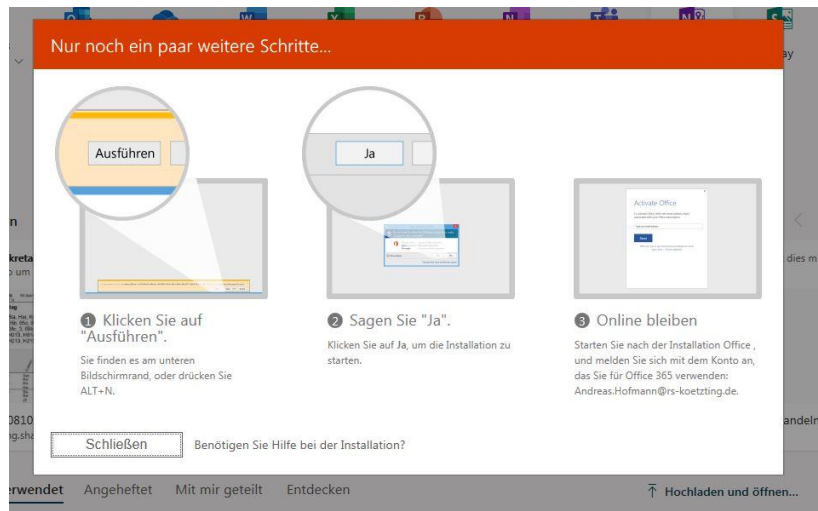 Nur noch ein paar weitere Schritte...
Ausführen
Ja
Activate Office
1 Klicken Sie auf
"Ausführen".
Sie finden es am unteren
Bildschirmrand, oder drücken Sie
ALT+N.
2 Sagen Sie "Ja".
Klicken Sie auf Ja, um die Installation zu
starten.
3 Online bleiben
Starten Sie nach der Installation Office ,
und melden Sie sich mit dem Konto an,
das Sie für Office 365 verwenden:
Andreas.Hofmann@rs-koetzting.de.
Schließen
Benötigen Sie Hilfe bei der Installation?
erwendet Angeheftet Mit mir geteilt Entdecken
Hochladen und öffnen...